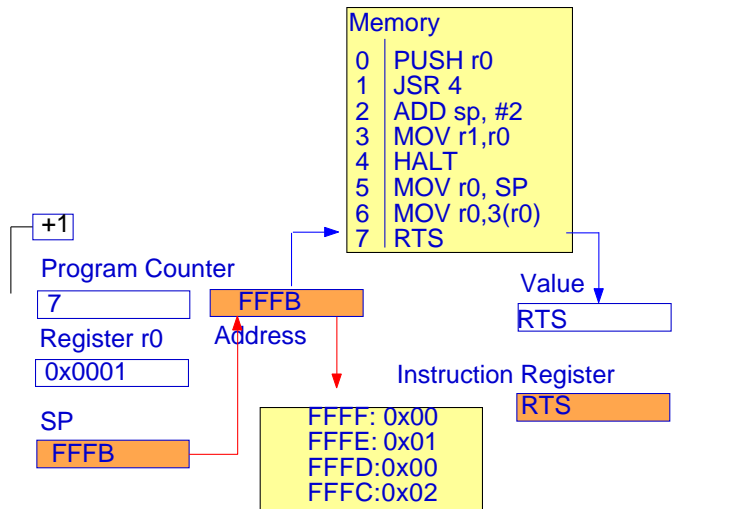 Memory
0 PUSH r0
1 JSR 4
2 ADD sp, #2
3 MOV r1,r0
4 HALT
5 MOV r0, SP
6 MOV r0,3(r0)
7 RTS
+1
Program Counter
7
FFFB
Address
Value
RTS
Register r0
0x0001
Instruction Register
RTS
SP
FFFB
FFFF: 0x00
FFFE: 0x01
FFFD:0x00
FFFC:0x02